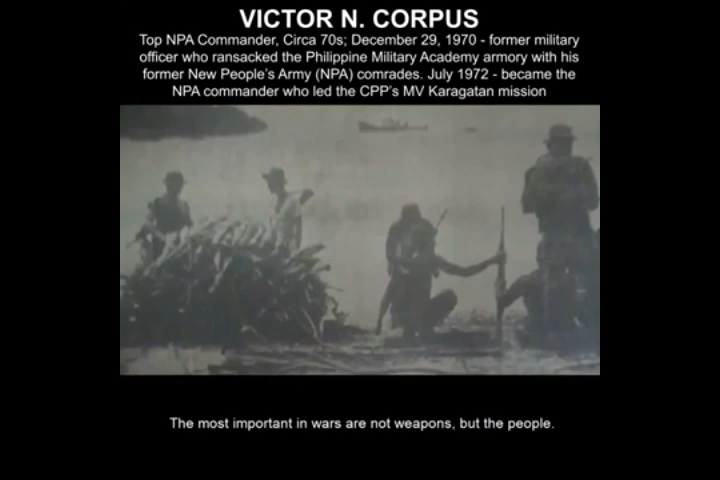 VICTOR N. CORPUS
Top NPA Commander, Circa 70s; December 29, 1970 - former military
officer who ransacked the Philippine Military Academy armory with his
former New People's Army (NPA) comrades. July 1972 - became the
NPA commander who led the CPP's MV Karagatan mission
The most important in wars are not weapons, but the people.